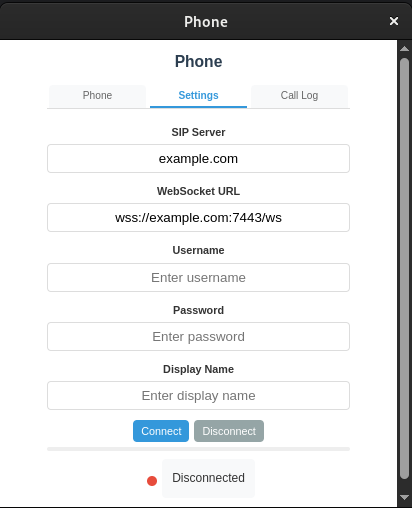 Phone
Phone
Phone Settings Call Log
SIP Server
example.com
WebSocket URL
wss://example.com:7443/ws
Username
Enter username
Password
Enter password
Display Name
Enter display name
Connect Disconnect
Disconnected